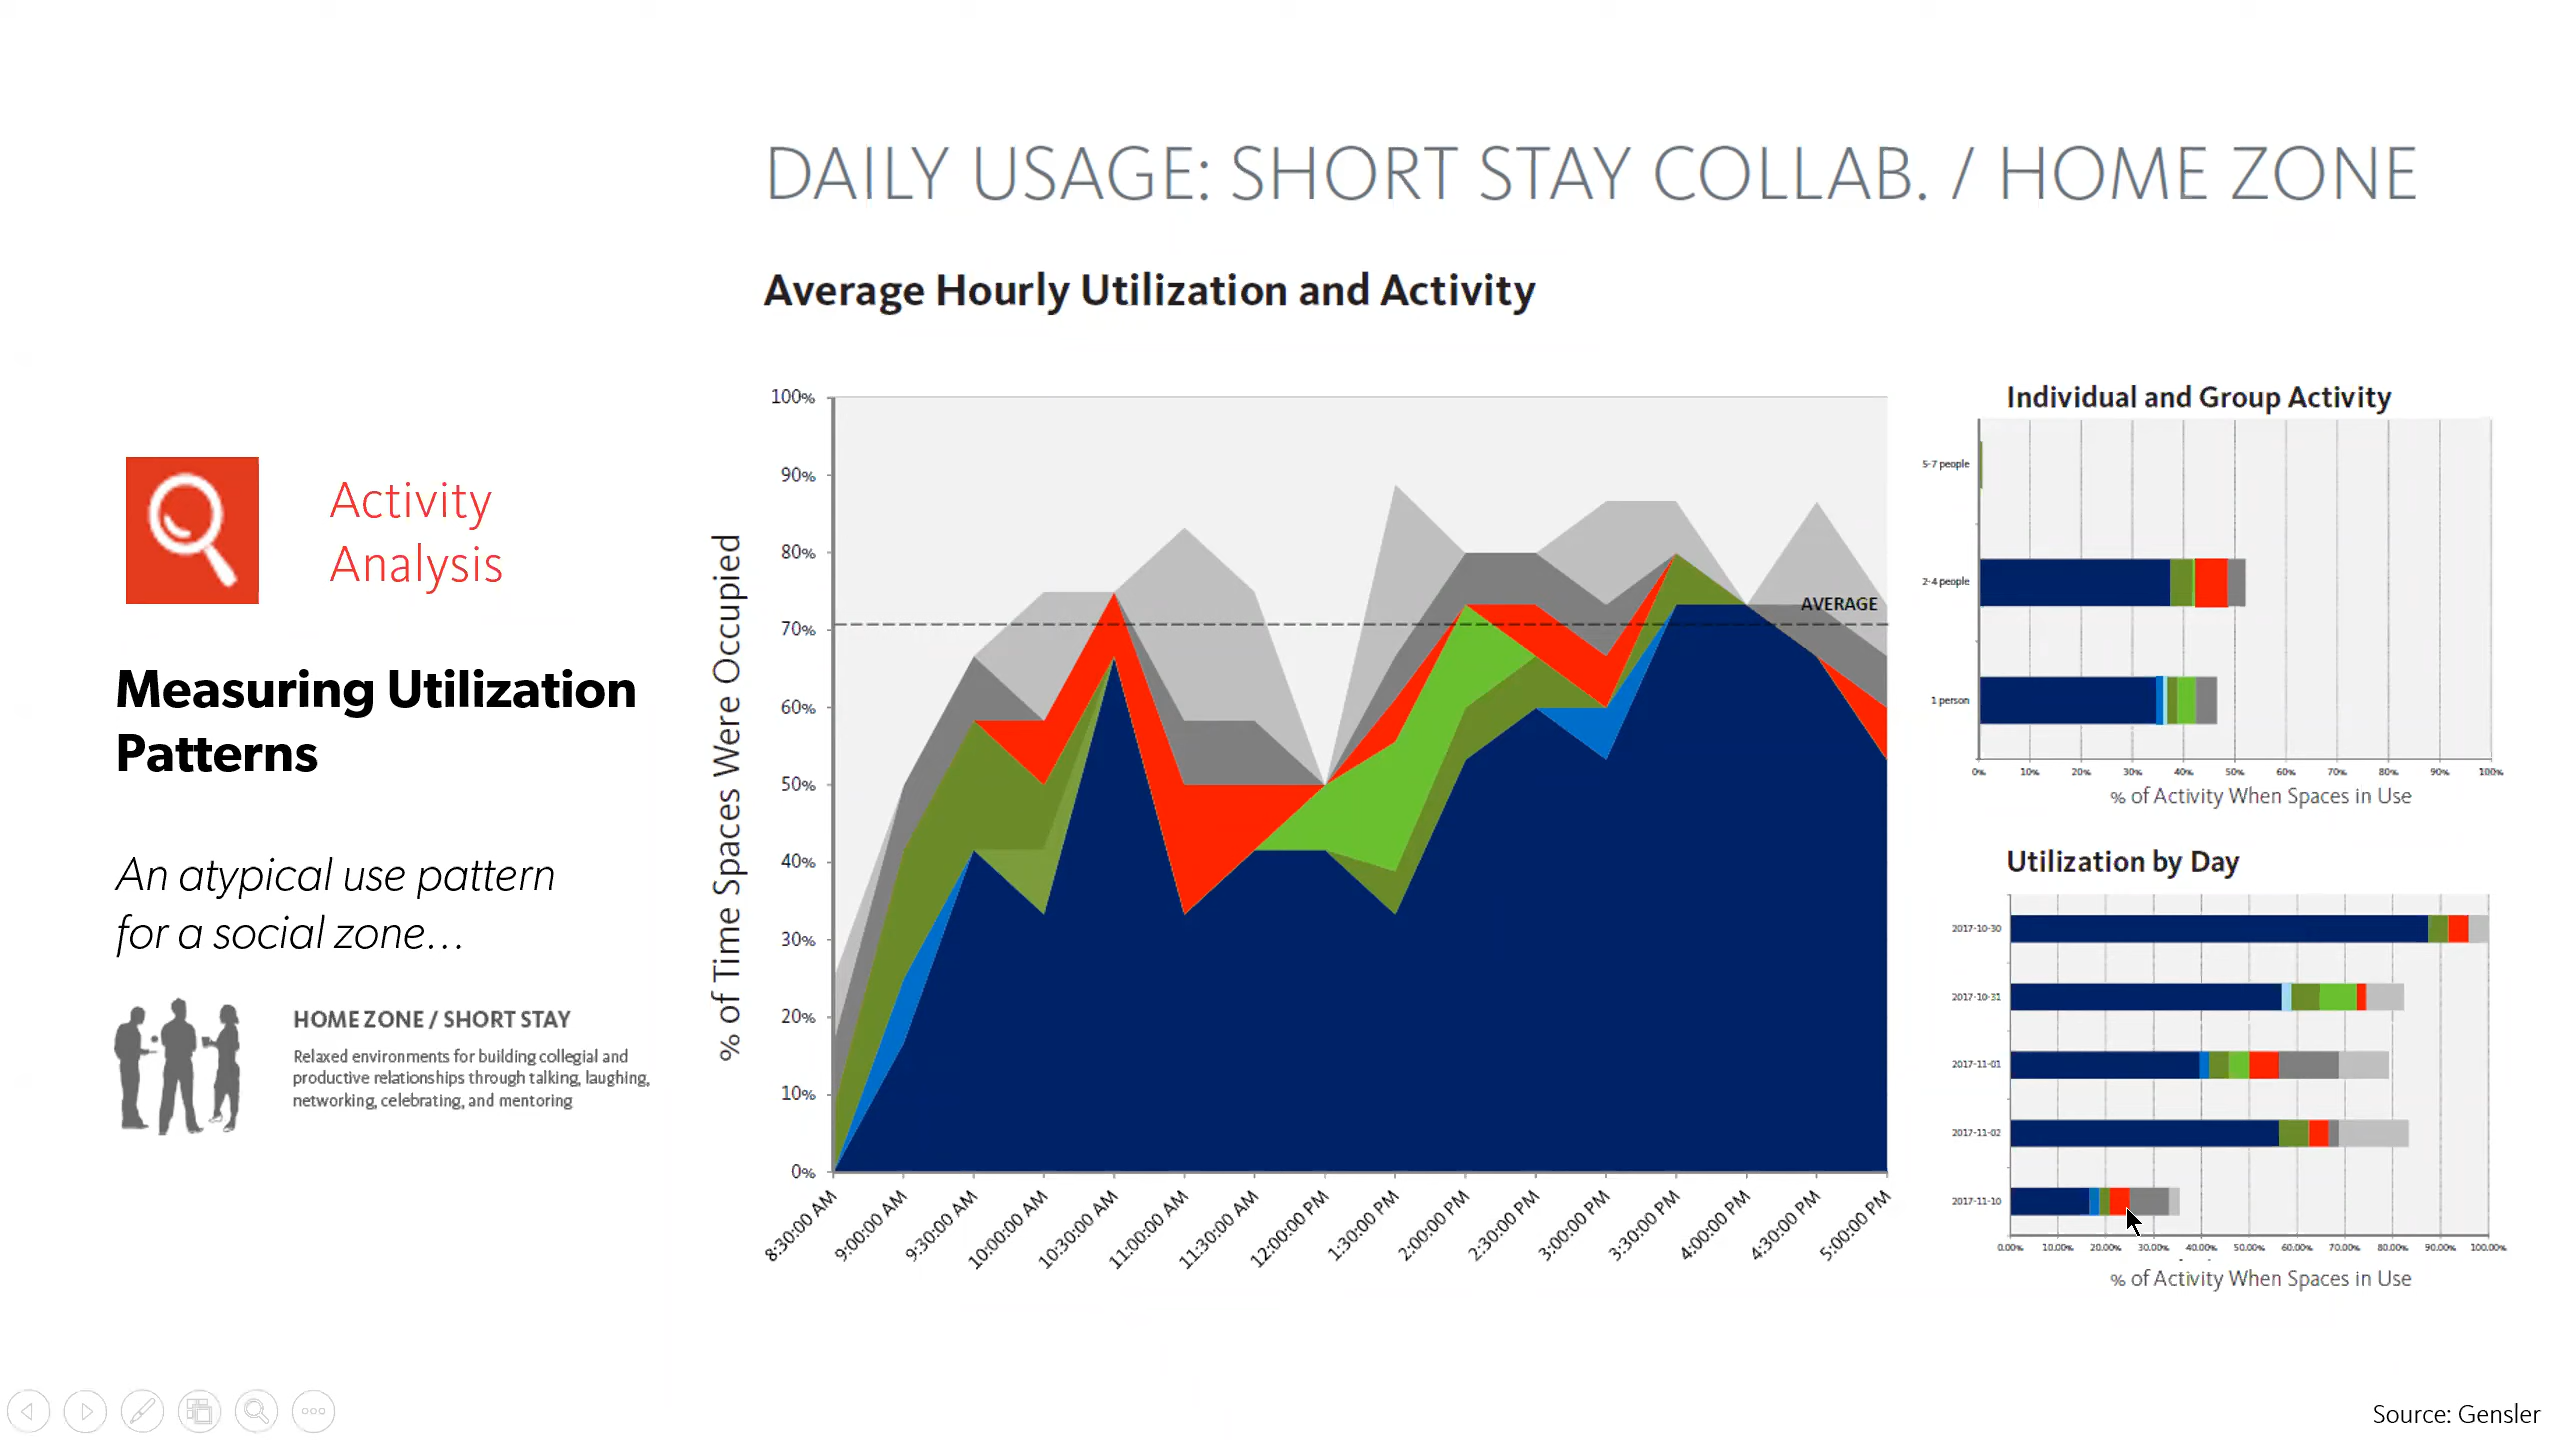 DAILY USAGE: SHORT STAY COLLAB. / HOME ZONE
Average Hourly Utilization and Activity
Activity
Analysis
Measuring Utilization
Patterns
An atypical use pattern
for a social zone...
HOME ZONE / SHORT STAY
Relaxed environments for building collegial and
productive relationships through talking, laughing,
networking, celebrating, and mentoring
% of Time Spaces Were Occupied
100%
90%
80%
70%
60%
50%
40%
30%
20%
10%
0%
AVERAGE
8:30:00 AM
9:00:00 AM
9:30:00 AM
10:00:00 AM
10:30:00 AM
11:00:00 AM
11:30:00 AM
12:00:00 PM
1:30:00 PM
2:00:00 PM
2:30:00 PM
3:00:00 PM
3:30:00 PM
4:00:00 PM
4:30:00 PM
5:00:00 PM
Individual and Group Activity
5-7 people
2-4 people
1 person
0% 10% 20% 30% 40% 50% 60% 70% 80% 90% 100%
% of Activity When Spaces in Use
Utilization by Day
2017-10-30
2017-10-31
2017-11-01
2017-11-02
2017-11-10
0.00% 10.00% 20.00% 30.00% 40.00% 50.00% 60.00% 70.00% 80.00% 90.00% 100.00%
% of Activity When Spaces in Use
Source: Gensler